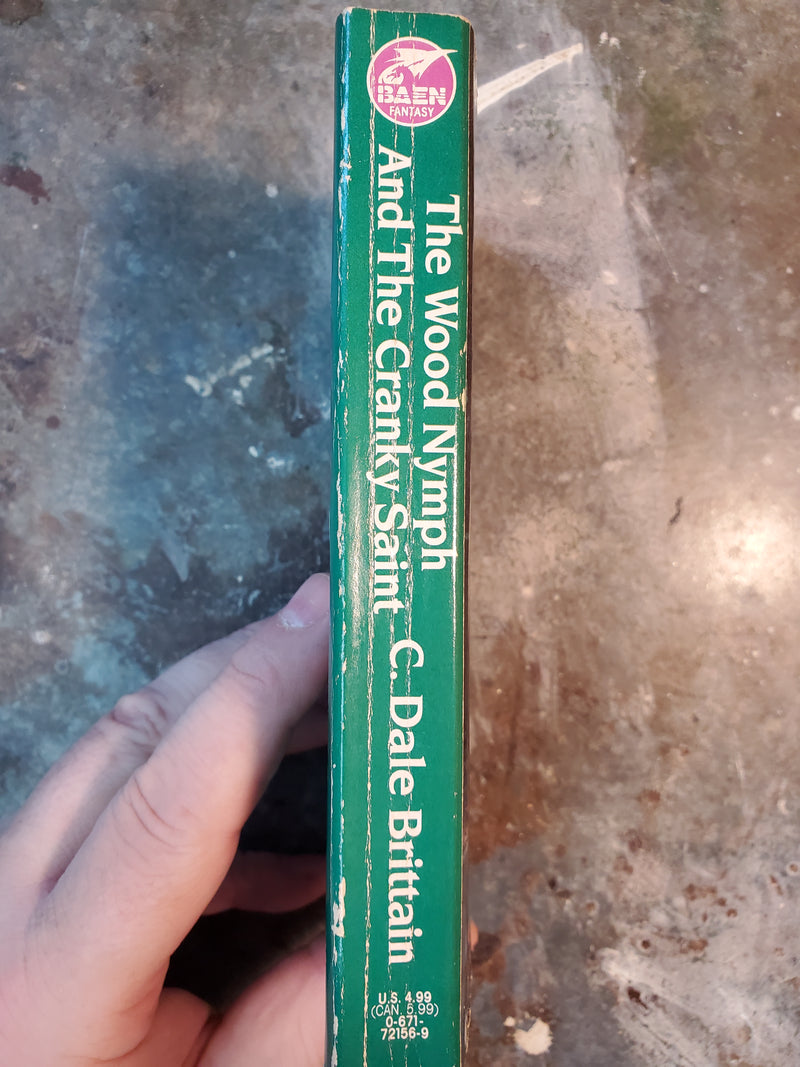 BAEN
FANTASY
The Wood Nymph
And The Cranky Saint
C. Dale Brittain
U.S. 4.99
(CAN. 5.99)
0-671-
72156-9